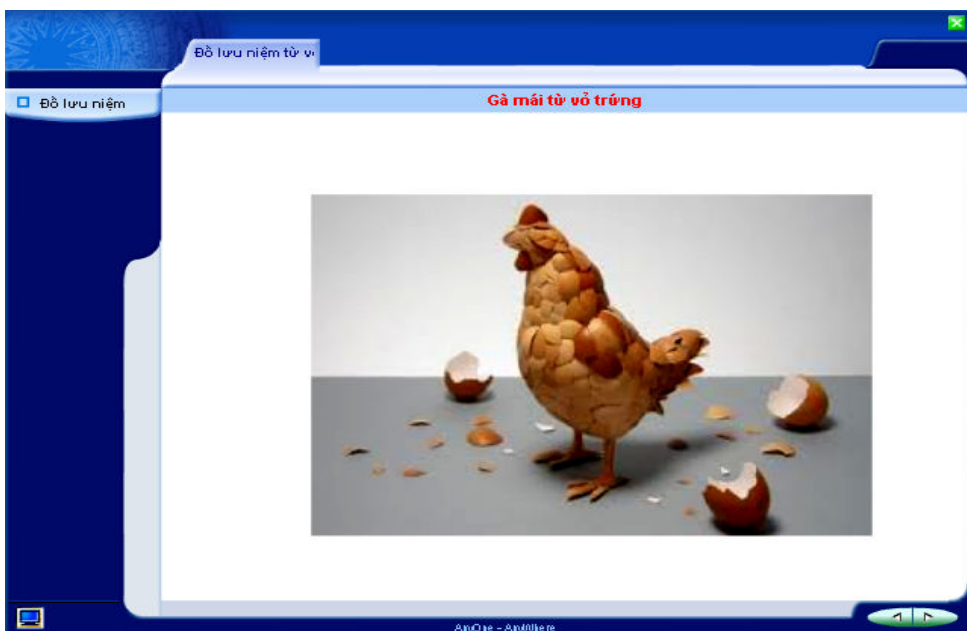 Đồ lưu niệm từ v
Đồ lưu niệm
Gà mái từ vỏ trứng